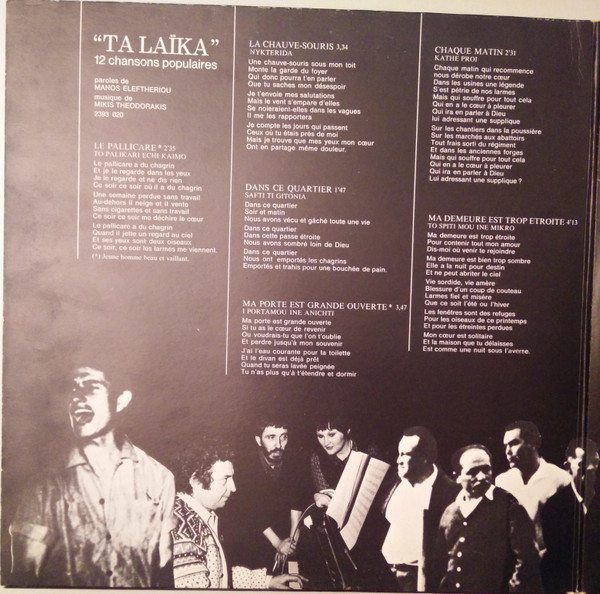 “TA LAÏKA”
12 chansons populaires
paroles de
MANOS ELEFTHERIOU
musique de
MIKIS THEODORAKIS
2393 020
LE PALLICARE * 2'35
TO PALIKARI ECHI KAIMO
Le pallicare a du chagrin
Et je la regarde dans les yeux
Je le regarde et ne dis rien
Ce soir ce soir où il a du chagrin
Une semaine perdue sans travail
Au-dehors il neige et il vente
Sans cigarettes et sans travail
Ce soir ce soir me déchire le cœur
Le pallicare a du chagrin
Quand il jette un regard au ciel
Et ses yeux sont deux oiseaux
Ce soir, ce soir les larmes me viennent.
(*) Jeune homme beau et vaillant.
LA CHAUVE-SOURIS 3,34
NYKTERIDA
Une chauve-souris sous mon toit
Monte la garde du foyer
Qui donc pourra t'en parler
Que tu saches mon désespoir
Je t'envoie mes salutations
Mais le vent s'empare d'elles
Se noieraient-elles dans les vagues
Il me les rapportera
Je compte les jours qui passent
Ceux où tu étais près de moi
Mais je trouve que mes yeux mon cœur
Ont en partage même douleur.
DANS CE QUARTIER 1'47
SAFTI TI GITONIA
Dans ce quartier
Soir et matin
Nous avons vécu et gâché toute une vie
Dans ce quartier
Dans cette passe étroite
Nous avons sombré loin de Dieu
Dans ce quartier
Nous ont emportés les chagrins
Emportés et trahis pour une bouchée de pain.
MA PORTE EST GRANDE OUVERTE * 3,47
I PORTAMOU INE ANICHTI
Ma porte est grande ouverte
Si tu as le cœur de revenir
Ou voudrais-tu que l'on t'oublie
Et perdre jusqu'à mon souvenir
J'ai l'eau courante pour ta toilette
Et le divan est déjà prêt
Quand tu seras lavée peignée
Tu n'as plus qu'à t'étendre et dormir
CHAQUE MATIN 2'31
KATHE PROI
Chaque matin qui recommence
nous dérobe notre cœur
Dans les usines une légende
S'est pétrie de nos larmes
Mais qui souffre pour tout cela
Qui en a le cœur à pleurer
Qui ira en parler à Dieu
lui adressant une supplique
Sur les chantiers dans la poussière
Sur les marchés aux abattoirs
Tout frais sorti du régiment
Et dans les anciennes forges
Mais qui souffre pour tout cela
Qui en a le cœur à pleurer
Qui ira en parler à Dieu
Lui adressant une supplique ?
MA DEMEURE EST TROP ETROITE 4'13
TO SPITI MOU INE MIKRO
Ma demeure est trop étroite
Pour contenir tout mon amour
Dis-moi où venir te rejoindre
Ma demeure est bien trop sombre
Elle a la nuit pour destin
Et ne peut abriter le ciel
Vie sordide, vie amère
Blessure d'un coup de couteau
Larmes fiel et misère
Que ce soit l'été ou l'hiver
Les fenêtres sont des refuges
Pour les oiseaux de ce printemps
Et pour les étreintes perdues
Mon cœur est solitaire
Et la maison que tu délaisses
Est comme une nuit sous l'averne.